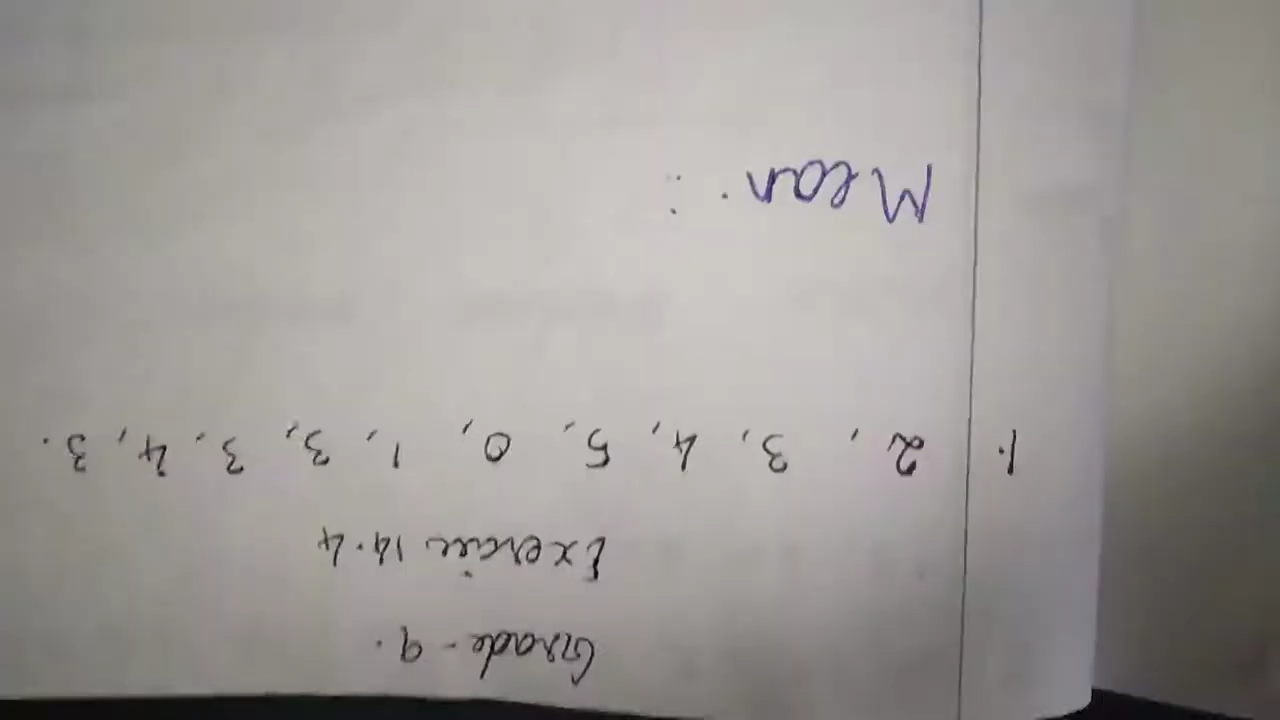 Grade - 9.
Exercise 14.4
1. 2, 3, 4, 5, 0, 1, 3, 3, 4, 3.
Mean :